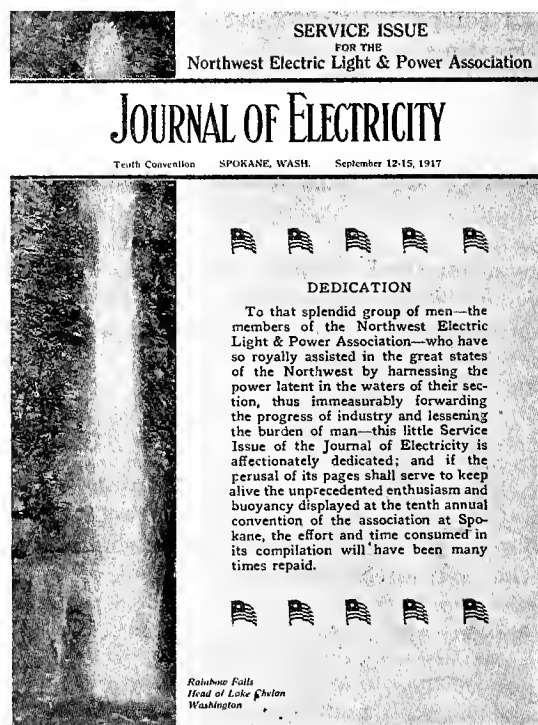 SERVICE ISSUE
FOR THE
Northwest Electric Light & Power Association
JOURNAL OF ELECTRICITY
Tenth Convention SPOKANE, WASH. September 12-15, 1917
DEDICATION
To that splendid group of men—the
members of the Northwest Electric
Light & Power Association—who have
so royally assisted in the great states
of the Northwest by harnessing the
power latent in the waters of their sec-
tion, thus immeasurably forwarding
the progress of industry and lessening
the burden of man—this little Service
Issue of the Journal of Electricity is
affectionately dedicated; and if the
perusal of its pages shall serve to keep
alive the unprecedented enthusiasm and
buoyancy displayed at the tenth annual
convention of the association at Spo-
kane, the effort and time consumed in
its compilation will have been many
times repaid.
Rainbow Falls
Head of Lake Chelan
Washington